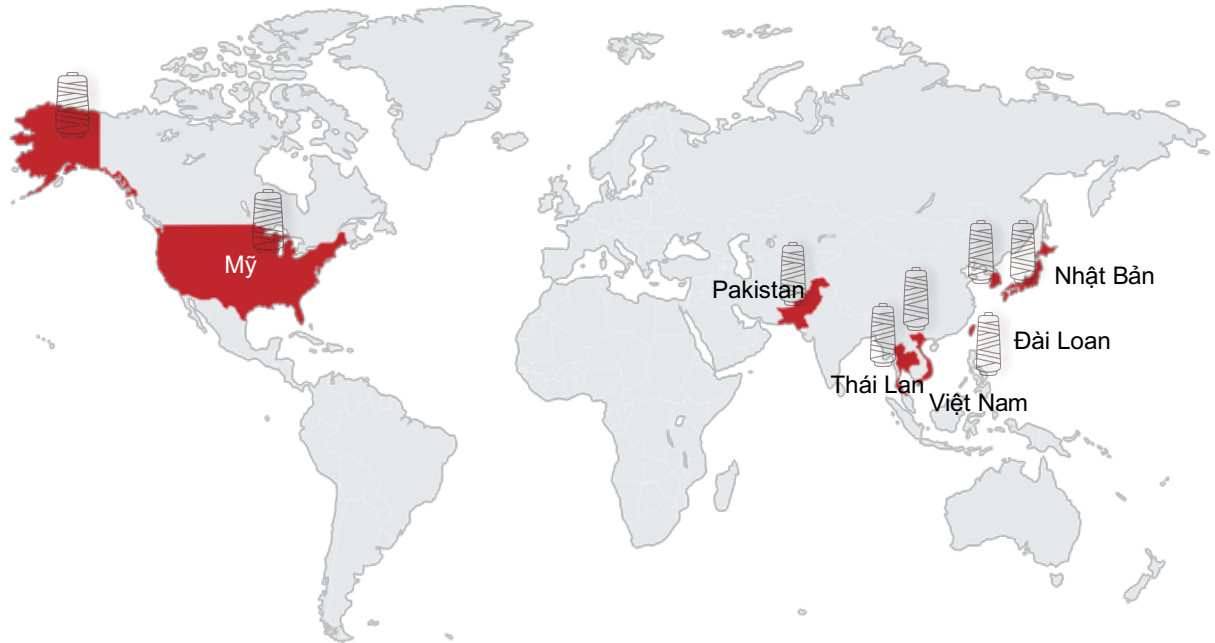 Mỹ
Pakistan
Nhật Bản
Đài Loan
Thái Lan
Việt Nam